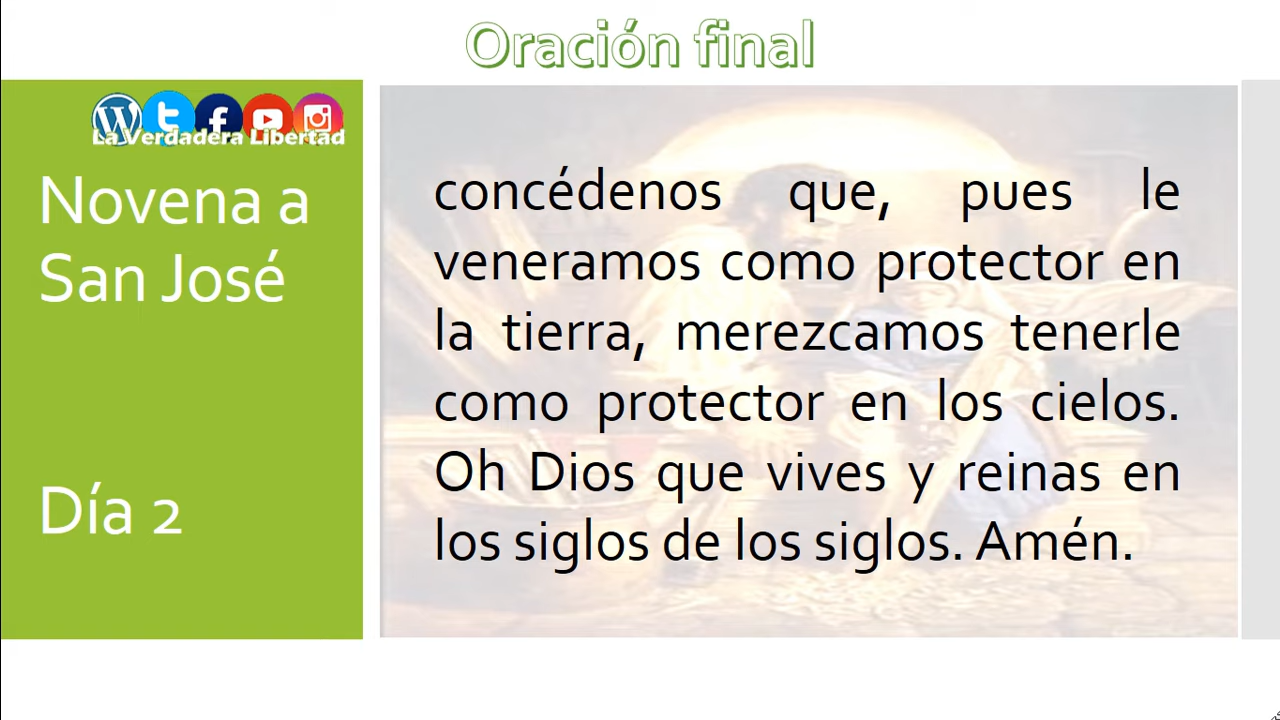 Oración final
La Verdadera Libertad
Novena a
San José
Día 2
concédenos que, pues le
veneramos como protector en
la tierra, merezcamos tenerle
como protector en los cielos.
Oh Dios que vives y reinas en
los siglos de los siglos. Amén.